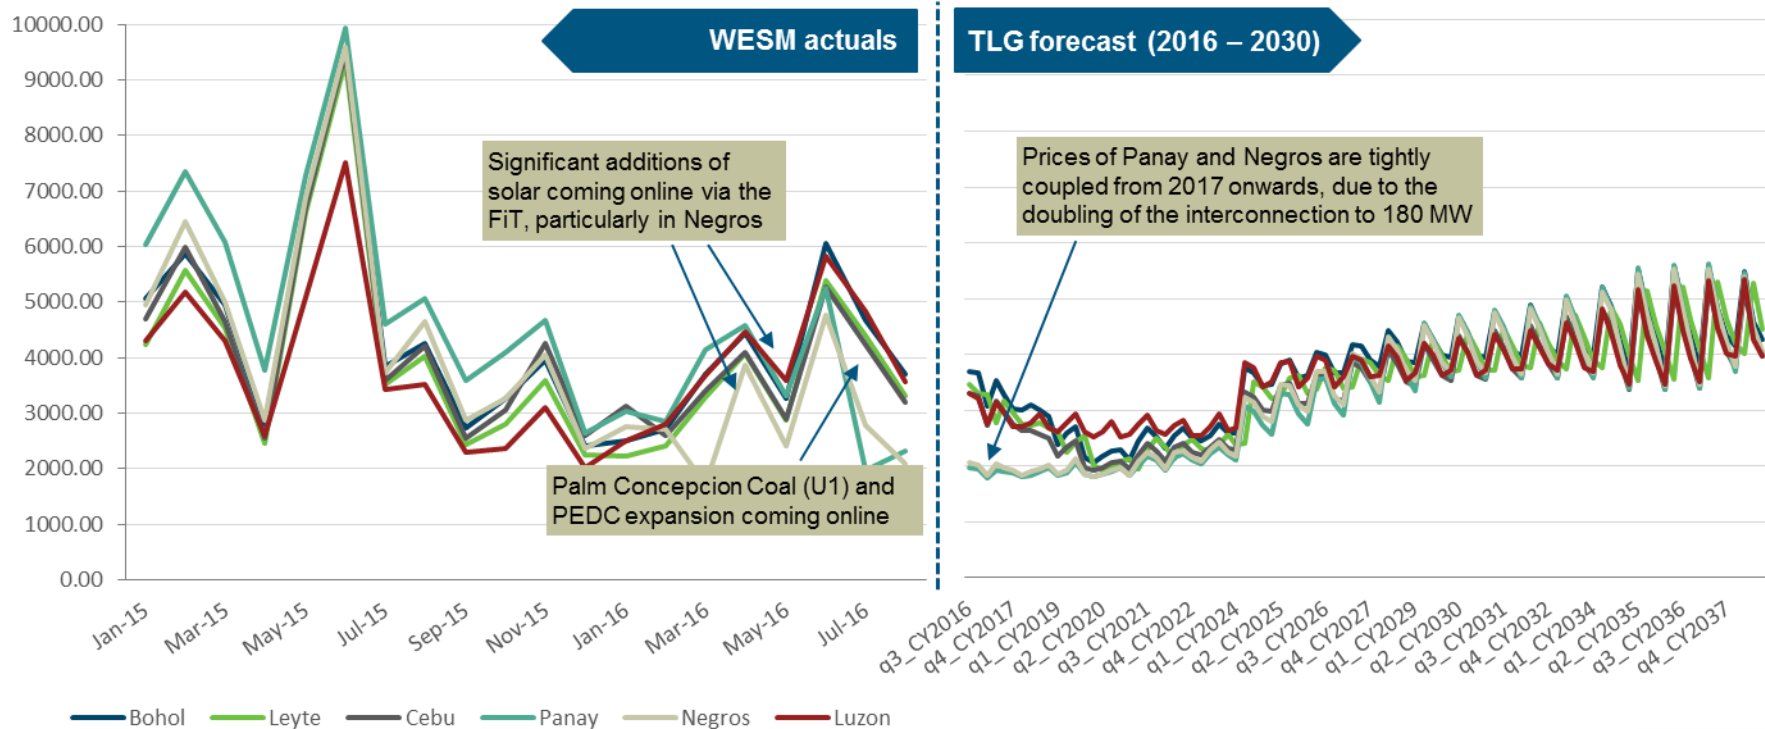 WESM actuals
TLG forecast (2016 – 2030)
10000.00
9000.00
8000.00
7000.00
6000.00
5000.00
4000.00
3000.00
2000.00
1000.00
0.00
Significant additions of
solar coming online via the
FiT, particularly in Negros
Prices of Panay and Negros are tightly
coupled from 2017 onwards, due to the
doubling of the interconnection to 180 MW
Palm Concepcion Coal (U1) and
PEDC expansion coming online
Jan-15
Mar-15
May-15
Jul-15
Sep-15
Nov-15
Jan-16
Mar-16
May-16
Jul-16
q3_CY2016
q4_CY2017
q1_CY2019
q2_CY2020
q3_CY2021
q4_CY2022
q1_CY2024
q2_CY2025
q3_CY2026
q4_CY2027
q1_CY2029
q2_CY2030
q3_CY2031
q4_CY2032
q1_CY2034
q2_CY2035
q3_CY2036
q4_CY2037
Bohol
Leyte
Cebu
Panay
Negros
Luzon